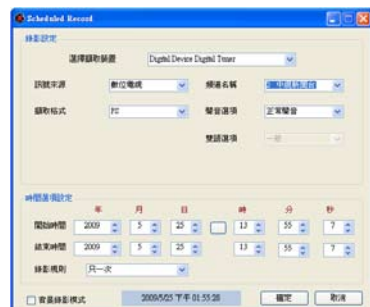 Scheduled Record
錄影設定
選擇擷取裝置 Digital Device Digital Tuner
訊號來源 數位電視 頻道名稱
擷取格式 PS 聲音選項 正常聲音
雙語選項 一般
時間選項設定
年 月 日 時 分 秒
開始時間 2009 5 25 13 55 7
結束時間 2009 5 25 13 55 7
錄影規則 只一次
背景錄影模式 2009/5/25 下午 01:55:28 確定 取消